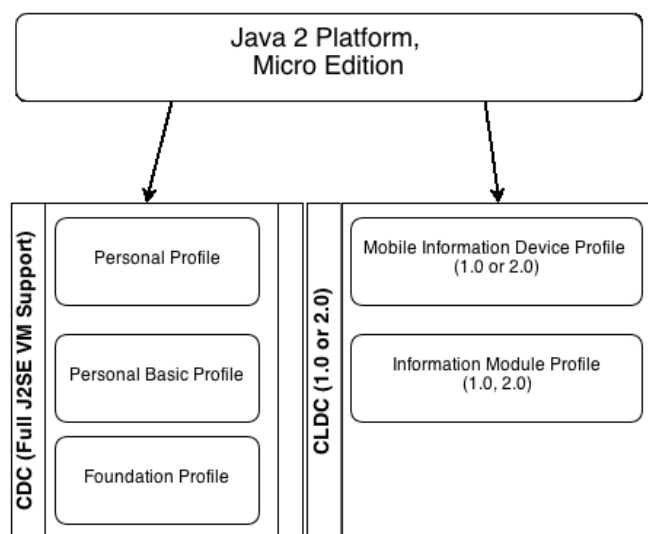 Java 2 Platform,
Micro Edition
CDC (Full J2SE VM Support)
Personal Profile
Personal Basic Profile
Foundation Profile
CLDC (1.0 or 2.0)
Mobile Information Device Profile
(1.0 or 2.0)
Information Module Profile
(1.0, 2.0)